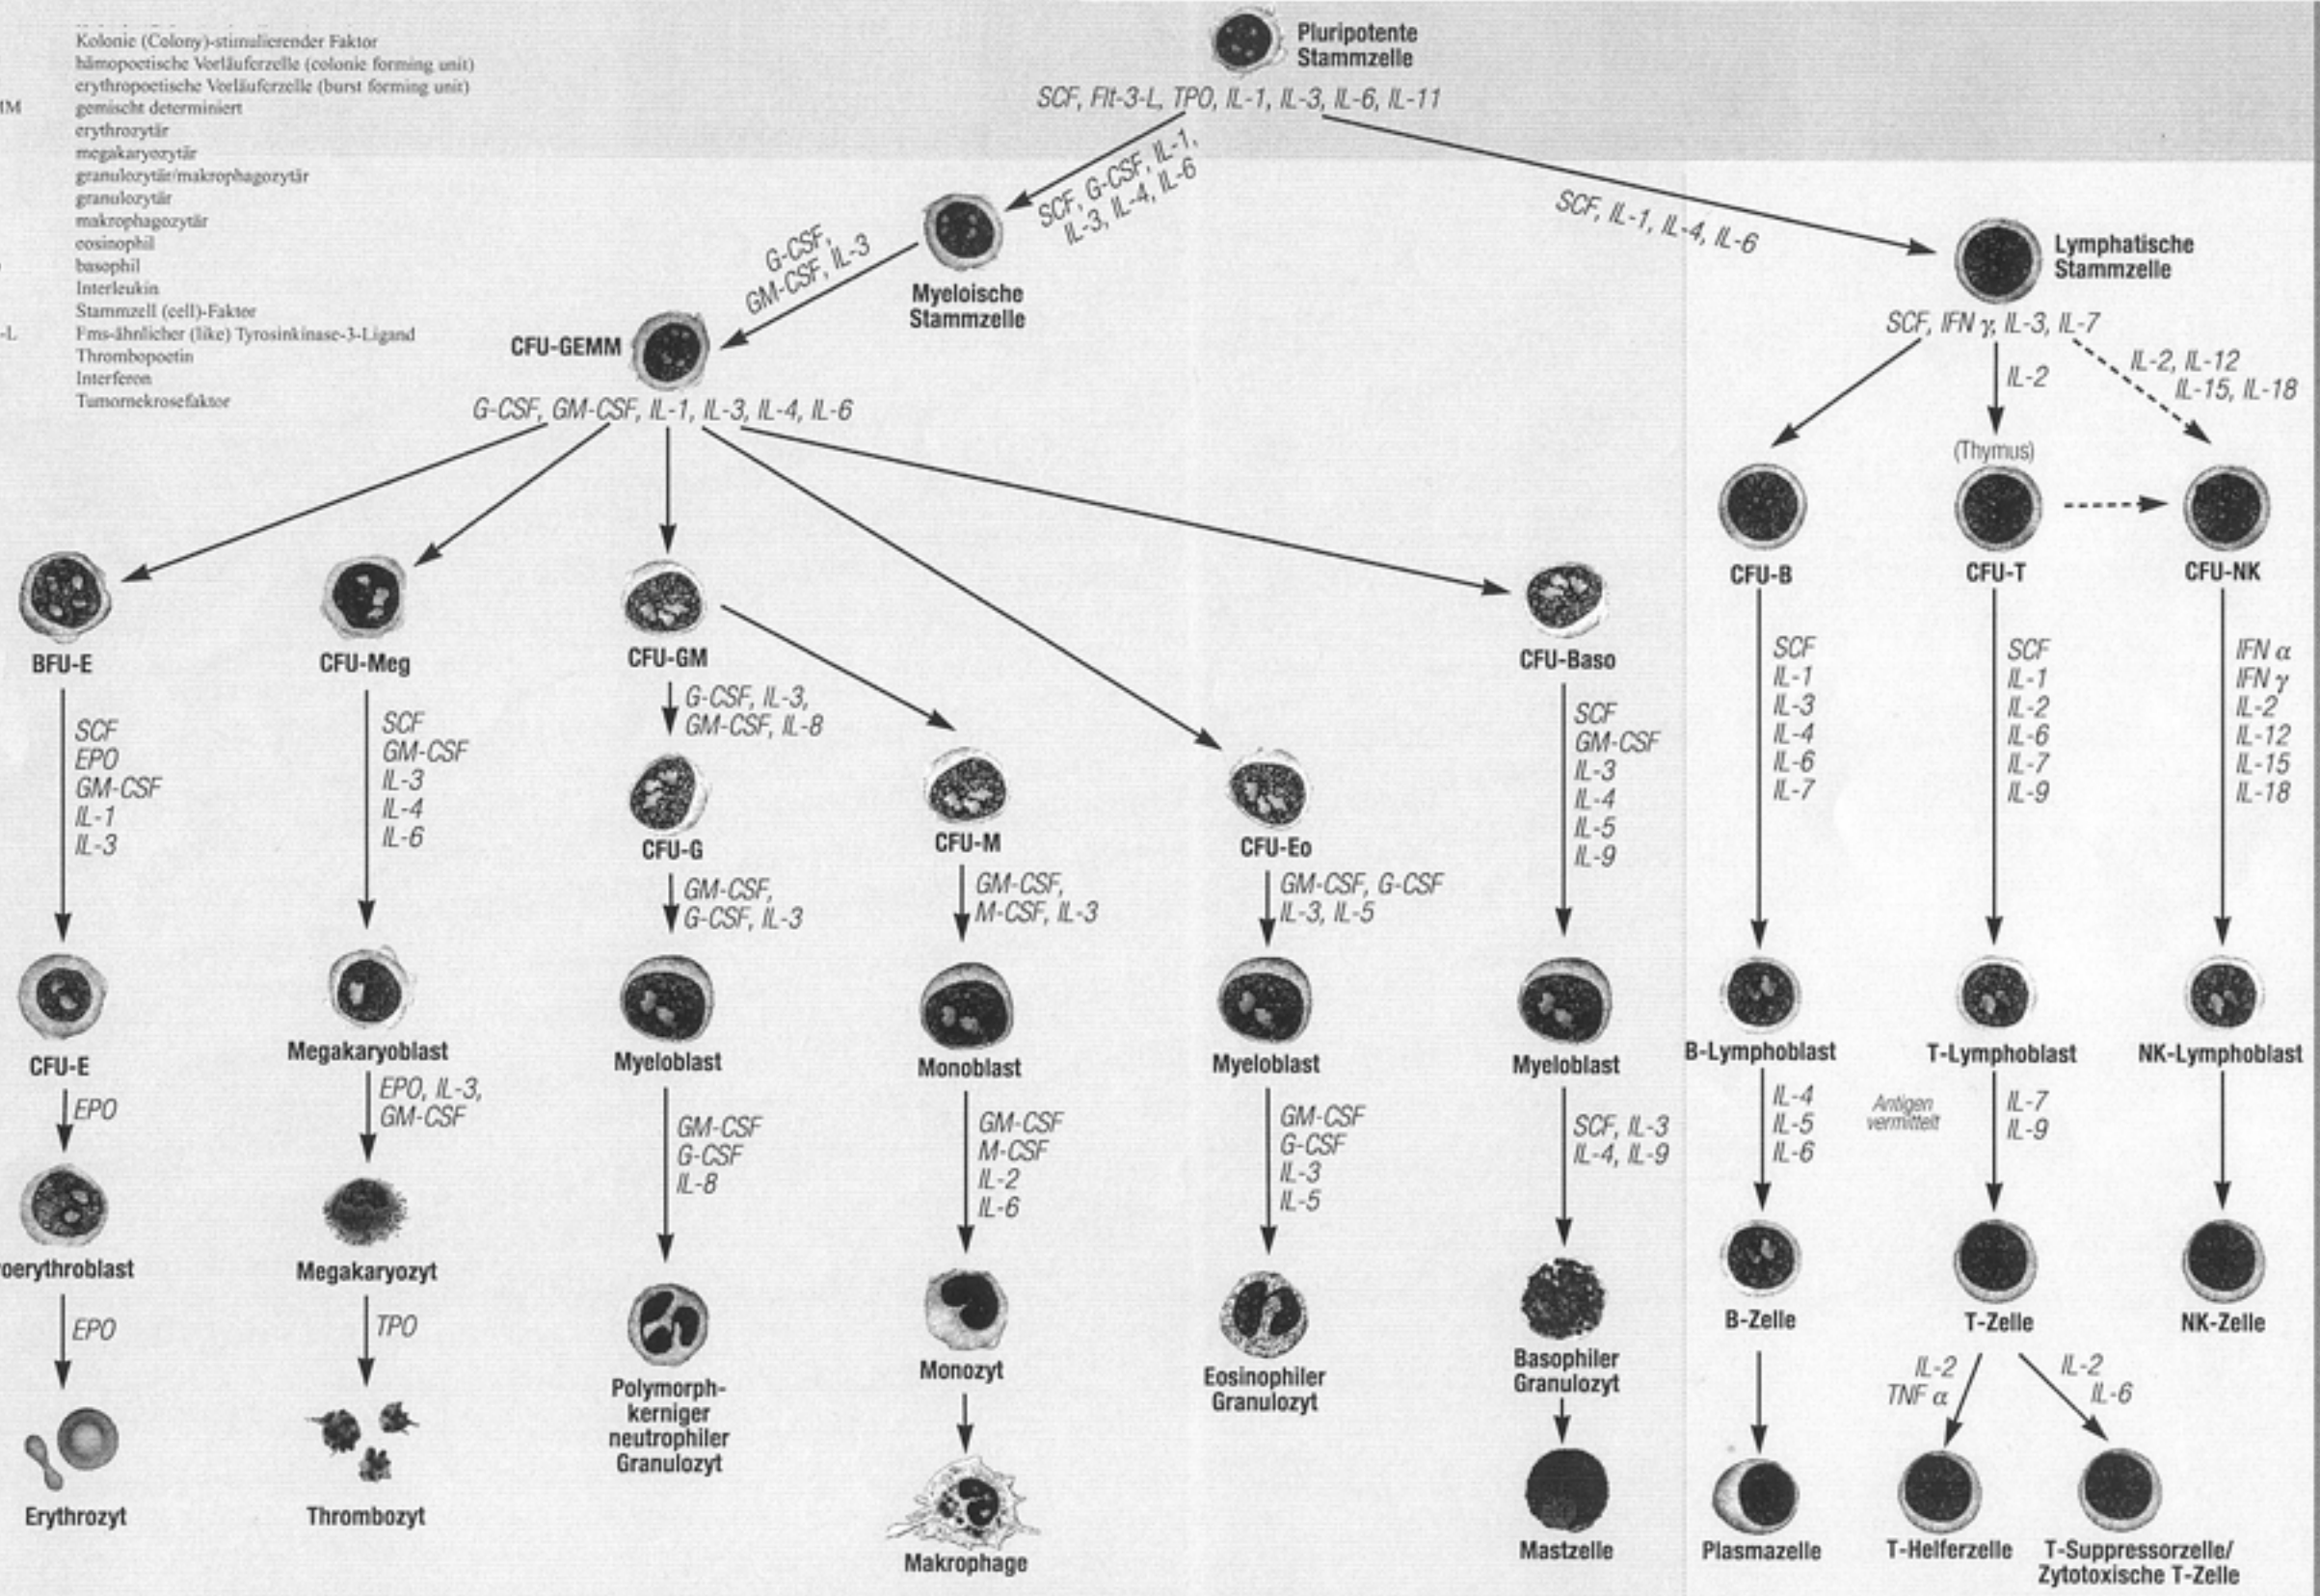 Kolonie (Colony)-stimulierender Faktor
hämopoetische Vorläuferzelle (colonie forming unit)
erythropoetische Vorläuferzelle (burst forming unit)
gemischt determiniert
erythrozytär
megakaryozytär
granulozytär/makrophagozytär
granulozytär
makrophagozytär
eosinophil
basophil
Interleukin
Stammzell (cell)-Faktor
-L Fms-ähnlicher (like) Tyrosinkinase-3-Ligand
Thrombopoetin
Interferon
Tumornekrosefaktor
Pluripotente
Stammzelle
SCF, Flt-3-L, TPO, IL-1, IL-3, IL-6, IL-11
SCF, G-CSF, IL-1,
IL-3, IL-4, IL-6
SCF, IL-1, IL-4, IL-6
Myeloische
Stammzelle
Lymphatische
Stammzelle
G-CSF,
GM-CSF, IL-3
CFU-GEMM
G-CSF, GM-CSF, IL-1, IL-3, IL-4, IL-6
SCF, IFN γ, IL-3, IL-7
IL-2
IL-2, IL-12
IL-15, IL-18
(Thymus)
CFU-B
CFU-T
CFU-NK
BFU-E
CFU-Meg
CFU-GM
CFU-Baso
SCF
EPO
GM-CSF
IL-1
IL-3
SCF
GM-CSF
IL-3
IL-4
IL-6
G-CSF, IL-3,
GM-CSF, IL-8
CFU-G
CFU-M
CFU-Eo
GM-CSF,
G-CSF, IL-3
GM-CSF,
M-CSF, IL-3
GM-CSF, G-CSF
IL-3, IL-5
SCF
GM-CSF
IL-3
IL-4
IL-5
IL-9
SCF
IL-1
IL-3
IL-4
IL-6
IL-7
SCF
IL-1
IL-2
IL-6
IL-7
IL-9
IFN α
IFN γ
IL-2
IL-12
IL-15
IL-18
CFU-E
Megakaryoblast
Myeloblast
Monoblast
Myeloblast
Myeloblast
B-Lymphoblast
T-Lymphoblast
NK-Lymphoblast
EPO
EPO, IL-3,
GM-CSF
GM-CSF
G-CSF
IL-8
GM-CSF
M-CSF
IL-2
IL-6
GM-CSF
G-CSF
IL-3
IL-5
SCF, IL-3
IL-4, IL-9
IL-4
IL-5
IL-6
Antigen
vermittelt
IL-7
IL-9
oerythroblast
Megakaryozyt
Polymorph-
kerniger
neutrophiler
Granulozyt
Monozyt
Eosinophiler
Granulozyt
Basophiler
Granulozyt
B-Zelle
T-Zelle
NK-Zelle
EPO
TPO
IL-2
TNF α
IL-2
IL-6
Erythrozyt
Thrombozyt
Makrophage
Mastzelle
Plasmazelle
T-Helferzelle
T-Suppressorzelle/
Zytotoxische T-Zelle